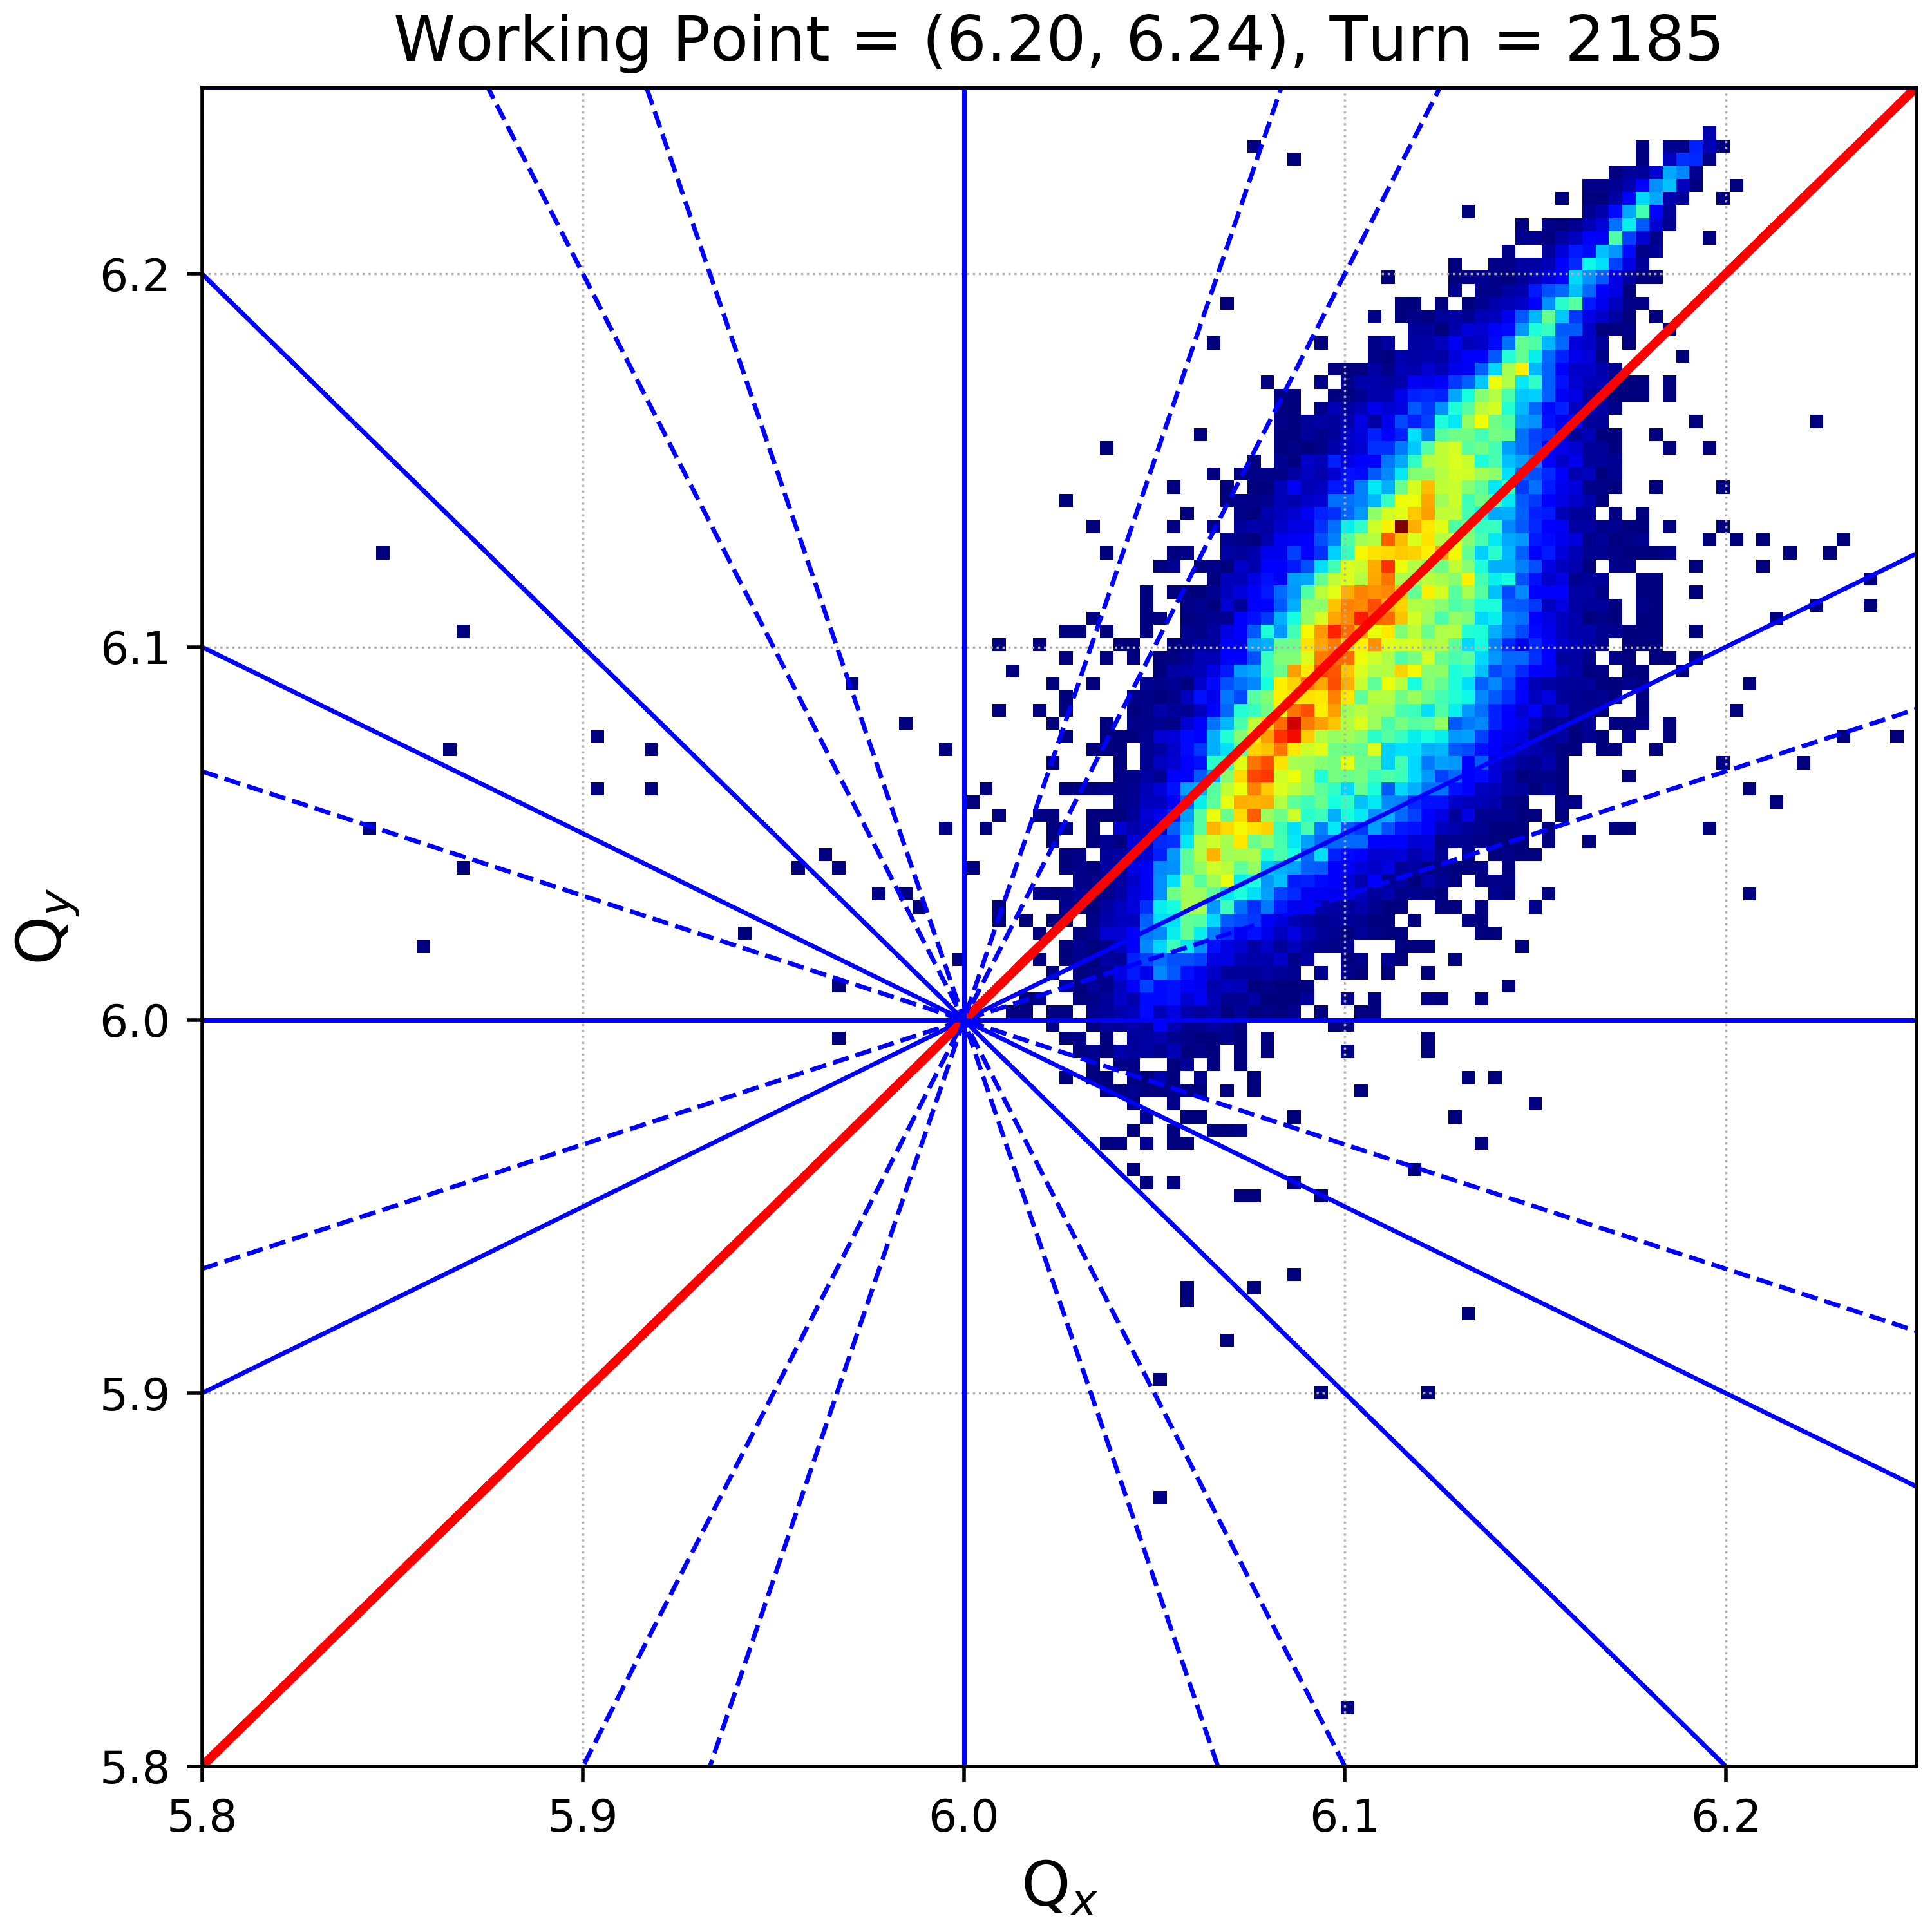 Working Point = (6.20, 6.24), Turn = 2185
6.2
6.1
6.0
5.9
5.8
Qy
5.8 5.9 6.0 6.1 6.2
Qx